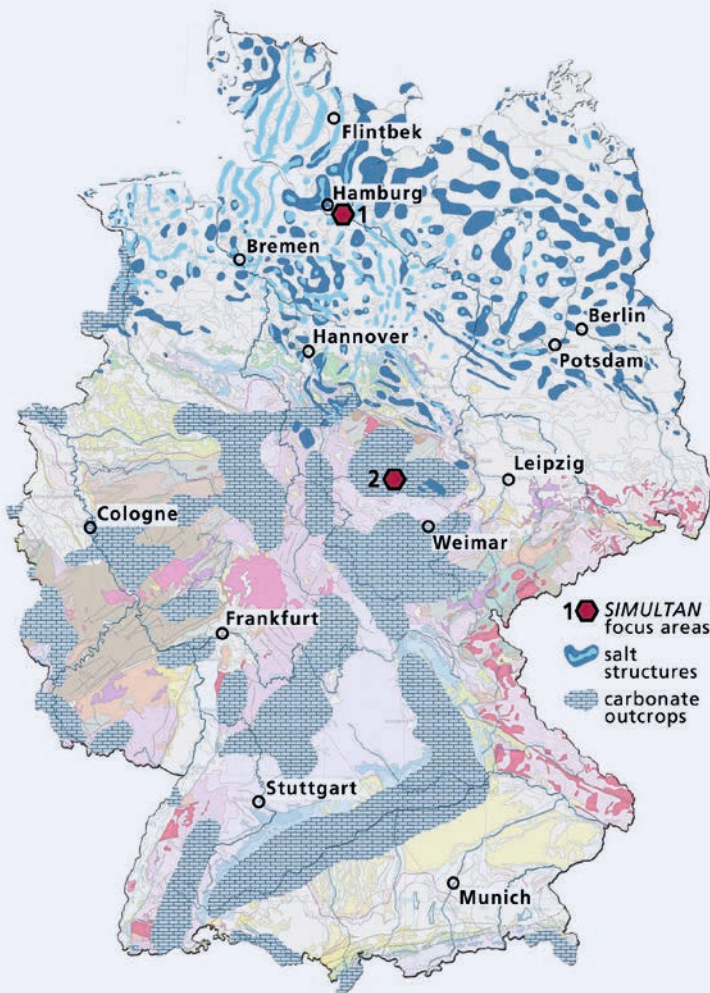 Flintbek
Hamburg
1
Bremen
Berlin
Hannover
Potsdam
2
Leipzig
Cologne
Weimar
Frankfurt
1 SIMULTAN
focus areas
salt
structures
carbonate
outcrops
Stuttgart
Munich